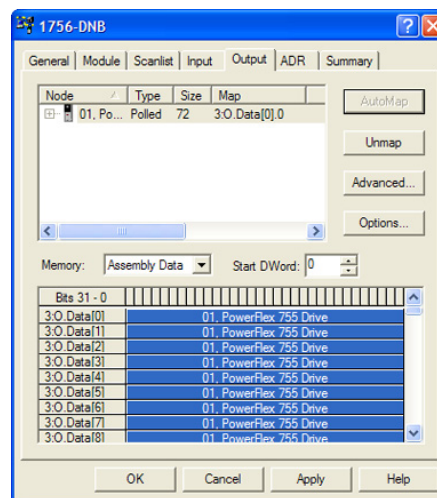 1756-DNB
General Module Scanlist Input Output ADR Summary
Node Type Size Map
01, Po... Polled 72 3:O.Data[0].0
AutoMap
Unmap
Advanced...
Options...
Memory: Assembly Data Start DWord: 0
Bits 31 - 0
3:O.Data[0] 01, PowerFlex 755 Drive
3:O.Data[1] 01, PowerFlex 755 Drive
3:O.Data[2] 01, PowerFlex 755 Drive
3:O.Data[3] 01, PowerFlex 755 Drive
3:O.Data[4] 01, PowerFlex 755 Drive
3:O.Data[5] 01, PowerFlex 755 Drive
3:O.Data[6] 01, PowerFlex 755 Drive
3:O.Data[7] 01, PowerFlex 755 Drive
3:O.Data[8] 01, PowerFlex 755 Drive
OK Cancel Apply Help